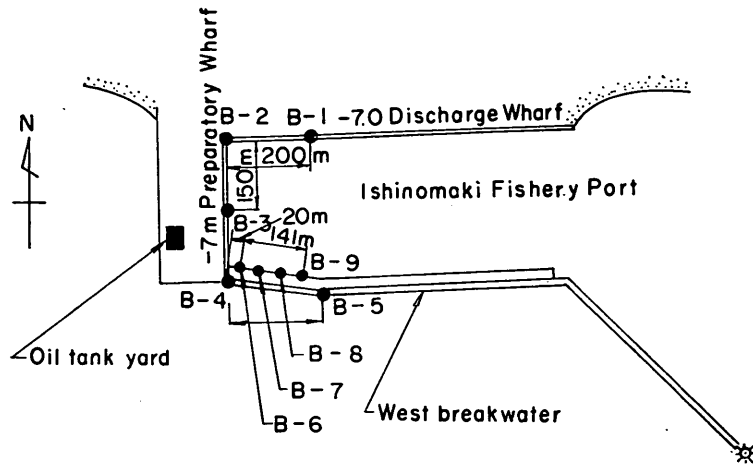 N
-7m Preparatory Wharf
B-2
B-1
-7.0 Discharge Wharf
200 m
150 m
Ishinomaki Fishery Port
B-3
20m
141m
B-9
B-4
B-5
B-8
B-7
B-6
Oil tank yard
West breakwater